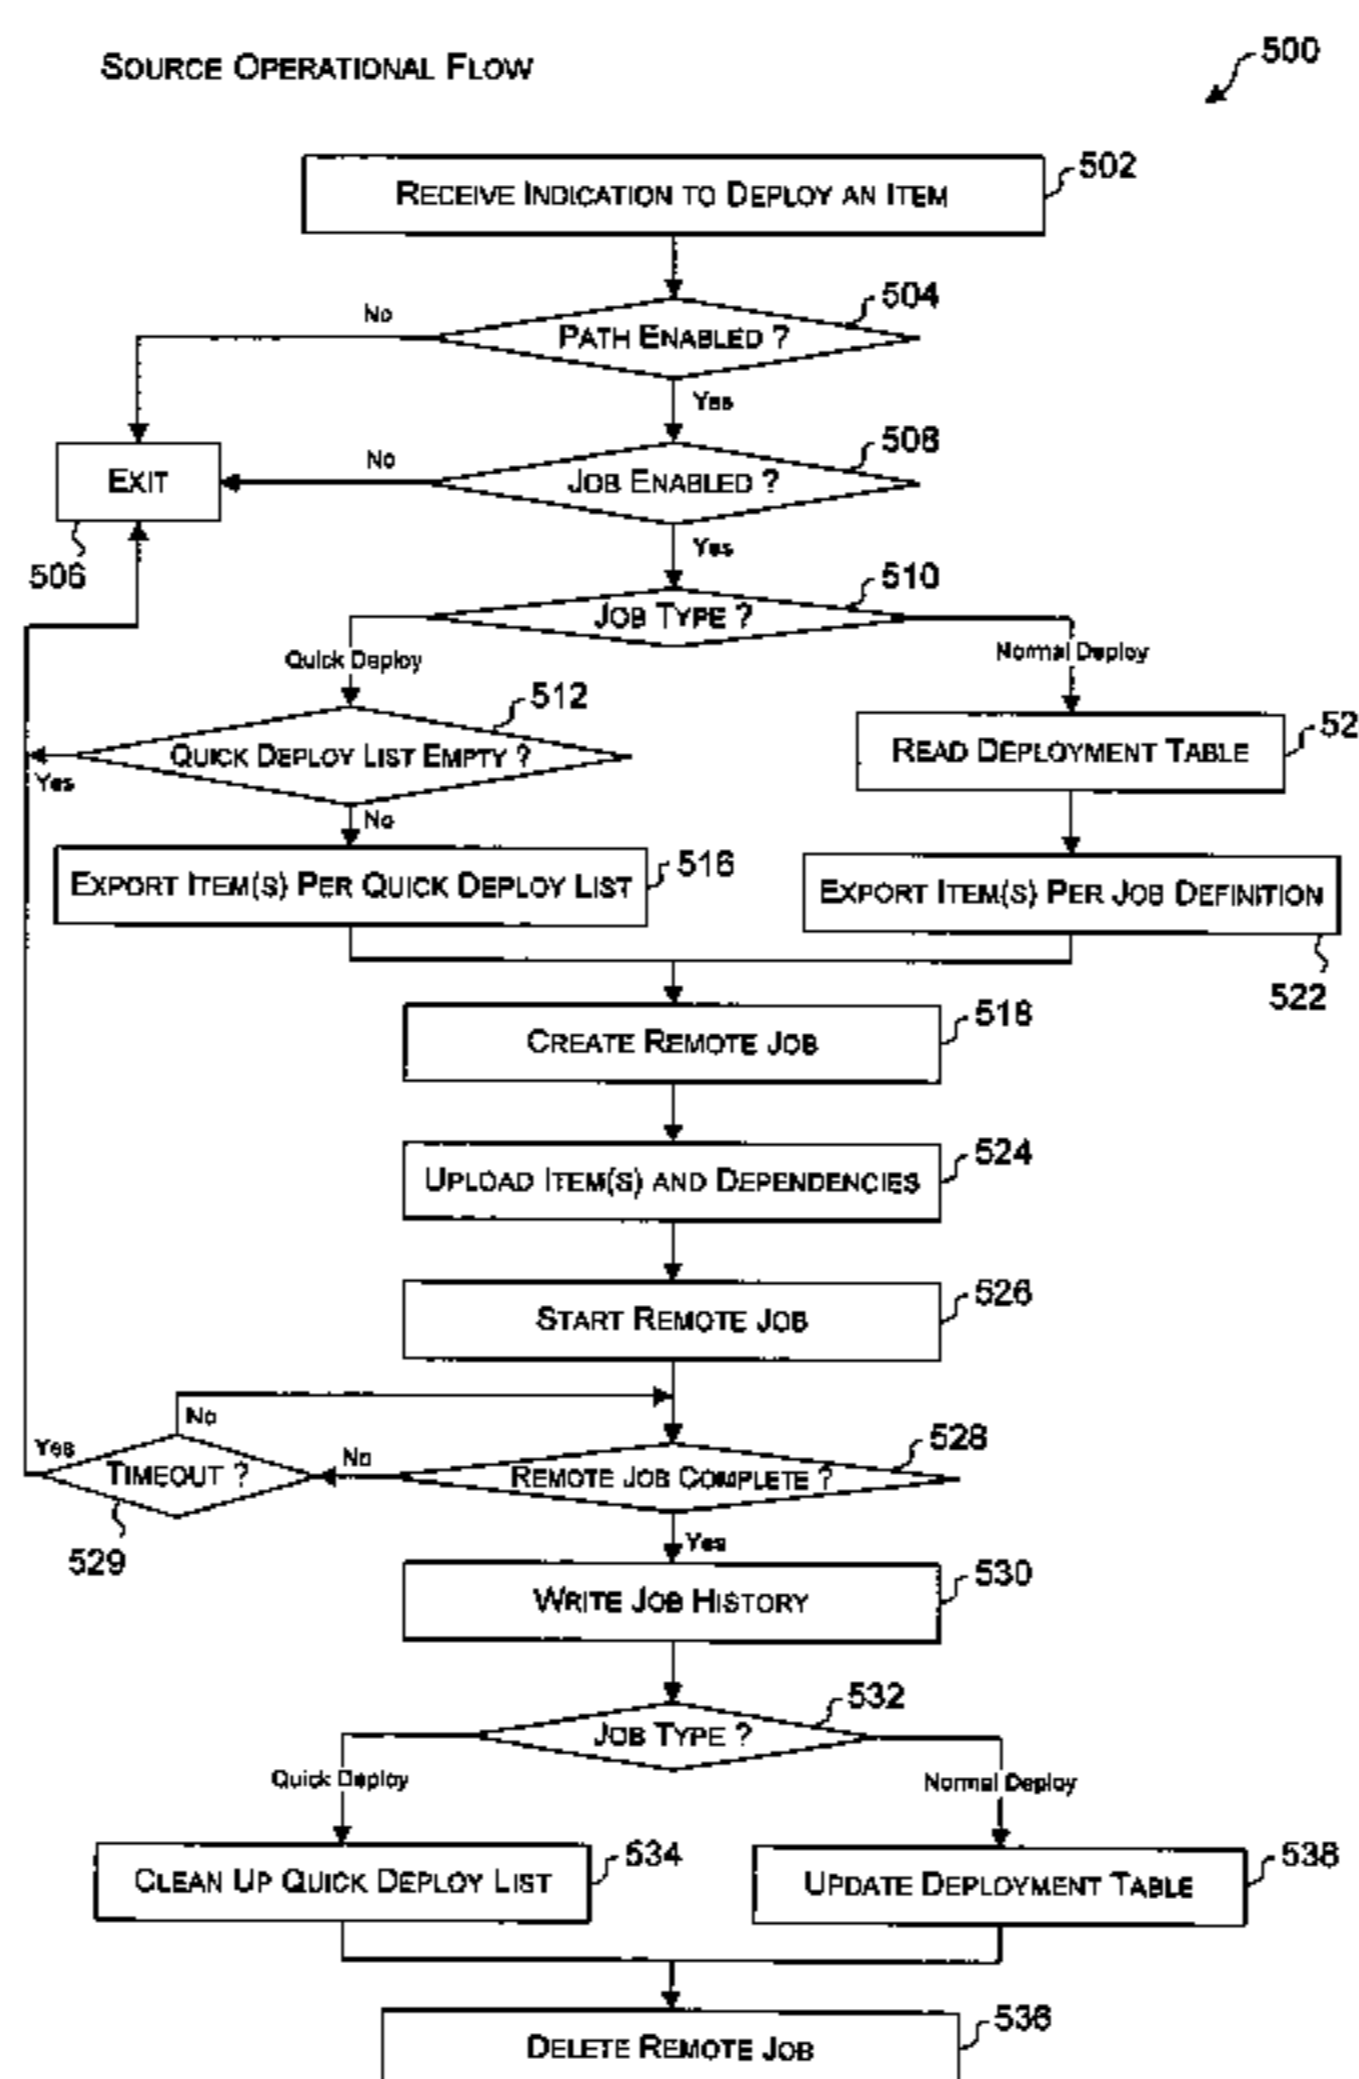 SOURCE OPERATIONAL FLOW
500
RECEIVE INDICATION TO DEPLOY AN ITEM
502
504
No
PATH ENABLED ?
Yes
508
No
EXIT
JOB ENABLED ?
506
Yes
510
JOB TYPE ?
Quick Deploy
Normal Deploy
512
QUICK DEPLOY LIST EMPTY ?
52
READ DEPLOYMENT TABLE
Yes
No
516
EXPORT ITEM(S) PER QUICK DEPLOY LIST
EXPORT ITEM(S) PER JOB DEFINITION
522
518
CREATE REMOTE JOB
524
UPLOAD ITEM(S) AND DEPENDENCIES
526
START REMOTE JOB
No
528
Yes
TIMEOUT ?
No
REMOTE JOB COMPLETE ?
529
Yes
530
WRITE JOB HISTORY
532
JOB TYPE ?
Quick Deploy
Normal Deploy
534
CLEAN UP QUICK DEPLOY LIST
538
UPDATE DEPLOYMENT TABLE
536
DELETE REMOTE JOB